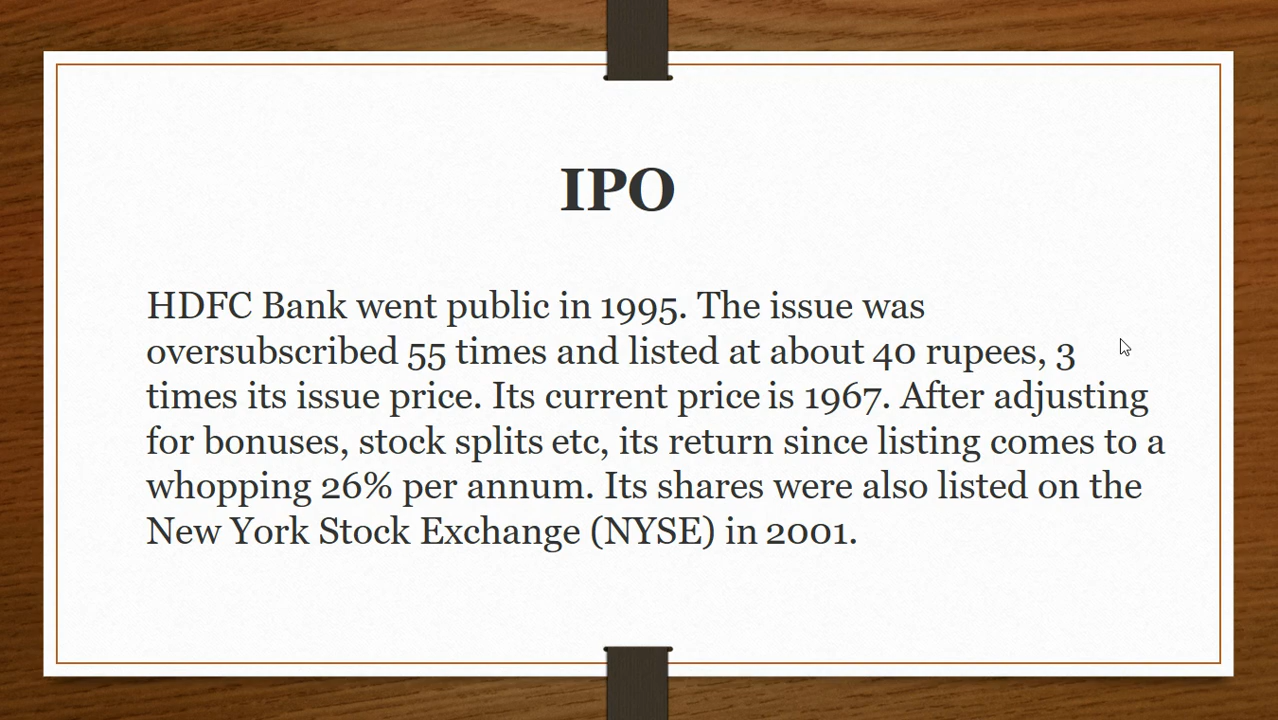 IPO
HDFC Bank went public in 1995. The issue was
oversubscribed 55 times and listed at about 40 rupees, 3
times its issue price. Its current price is 1967. After adjusting
for bonuses, stock splits etc, its return since listing comes to a
whopping 26% per annum. Its shares were also listed on the
New York Stock Exchange (NYSE) in 2001.